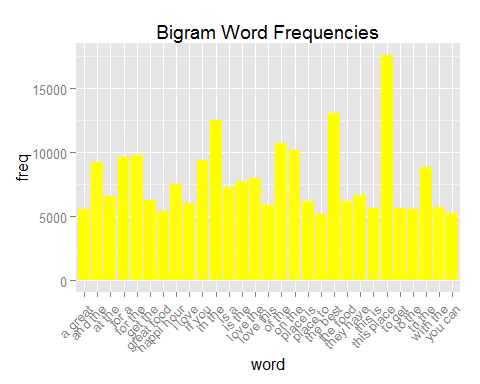 Bigram Word Frequencies
freq
15000
10000
5000
0
a great
and the
at the
for a
for the
get the
great food
happi hour
i love
if you
in the
is a
is the
love the
love this
of the
on the
place is
place to
the best
the food
they have
this is
this place
to get
to the
tri the
with the
you can
word